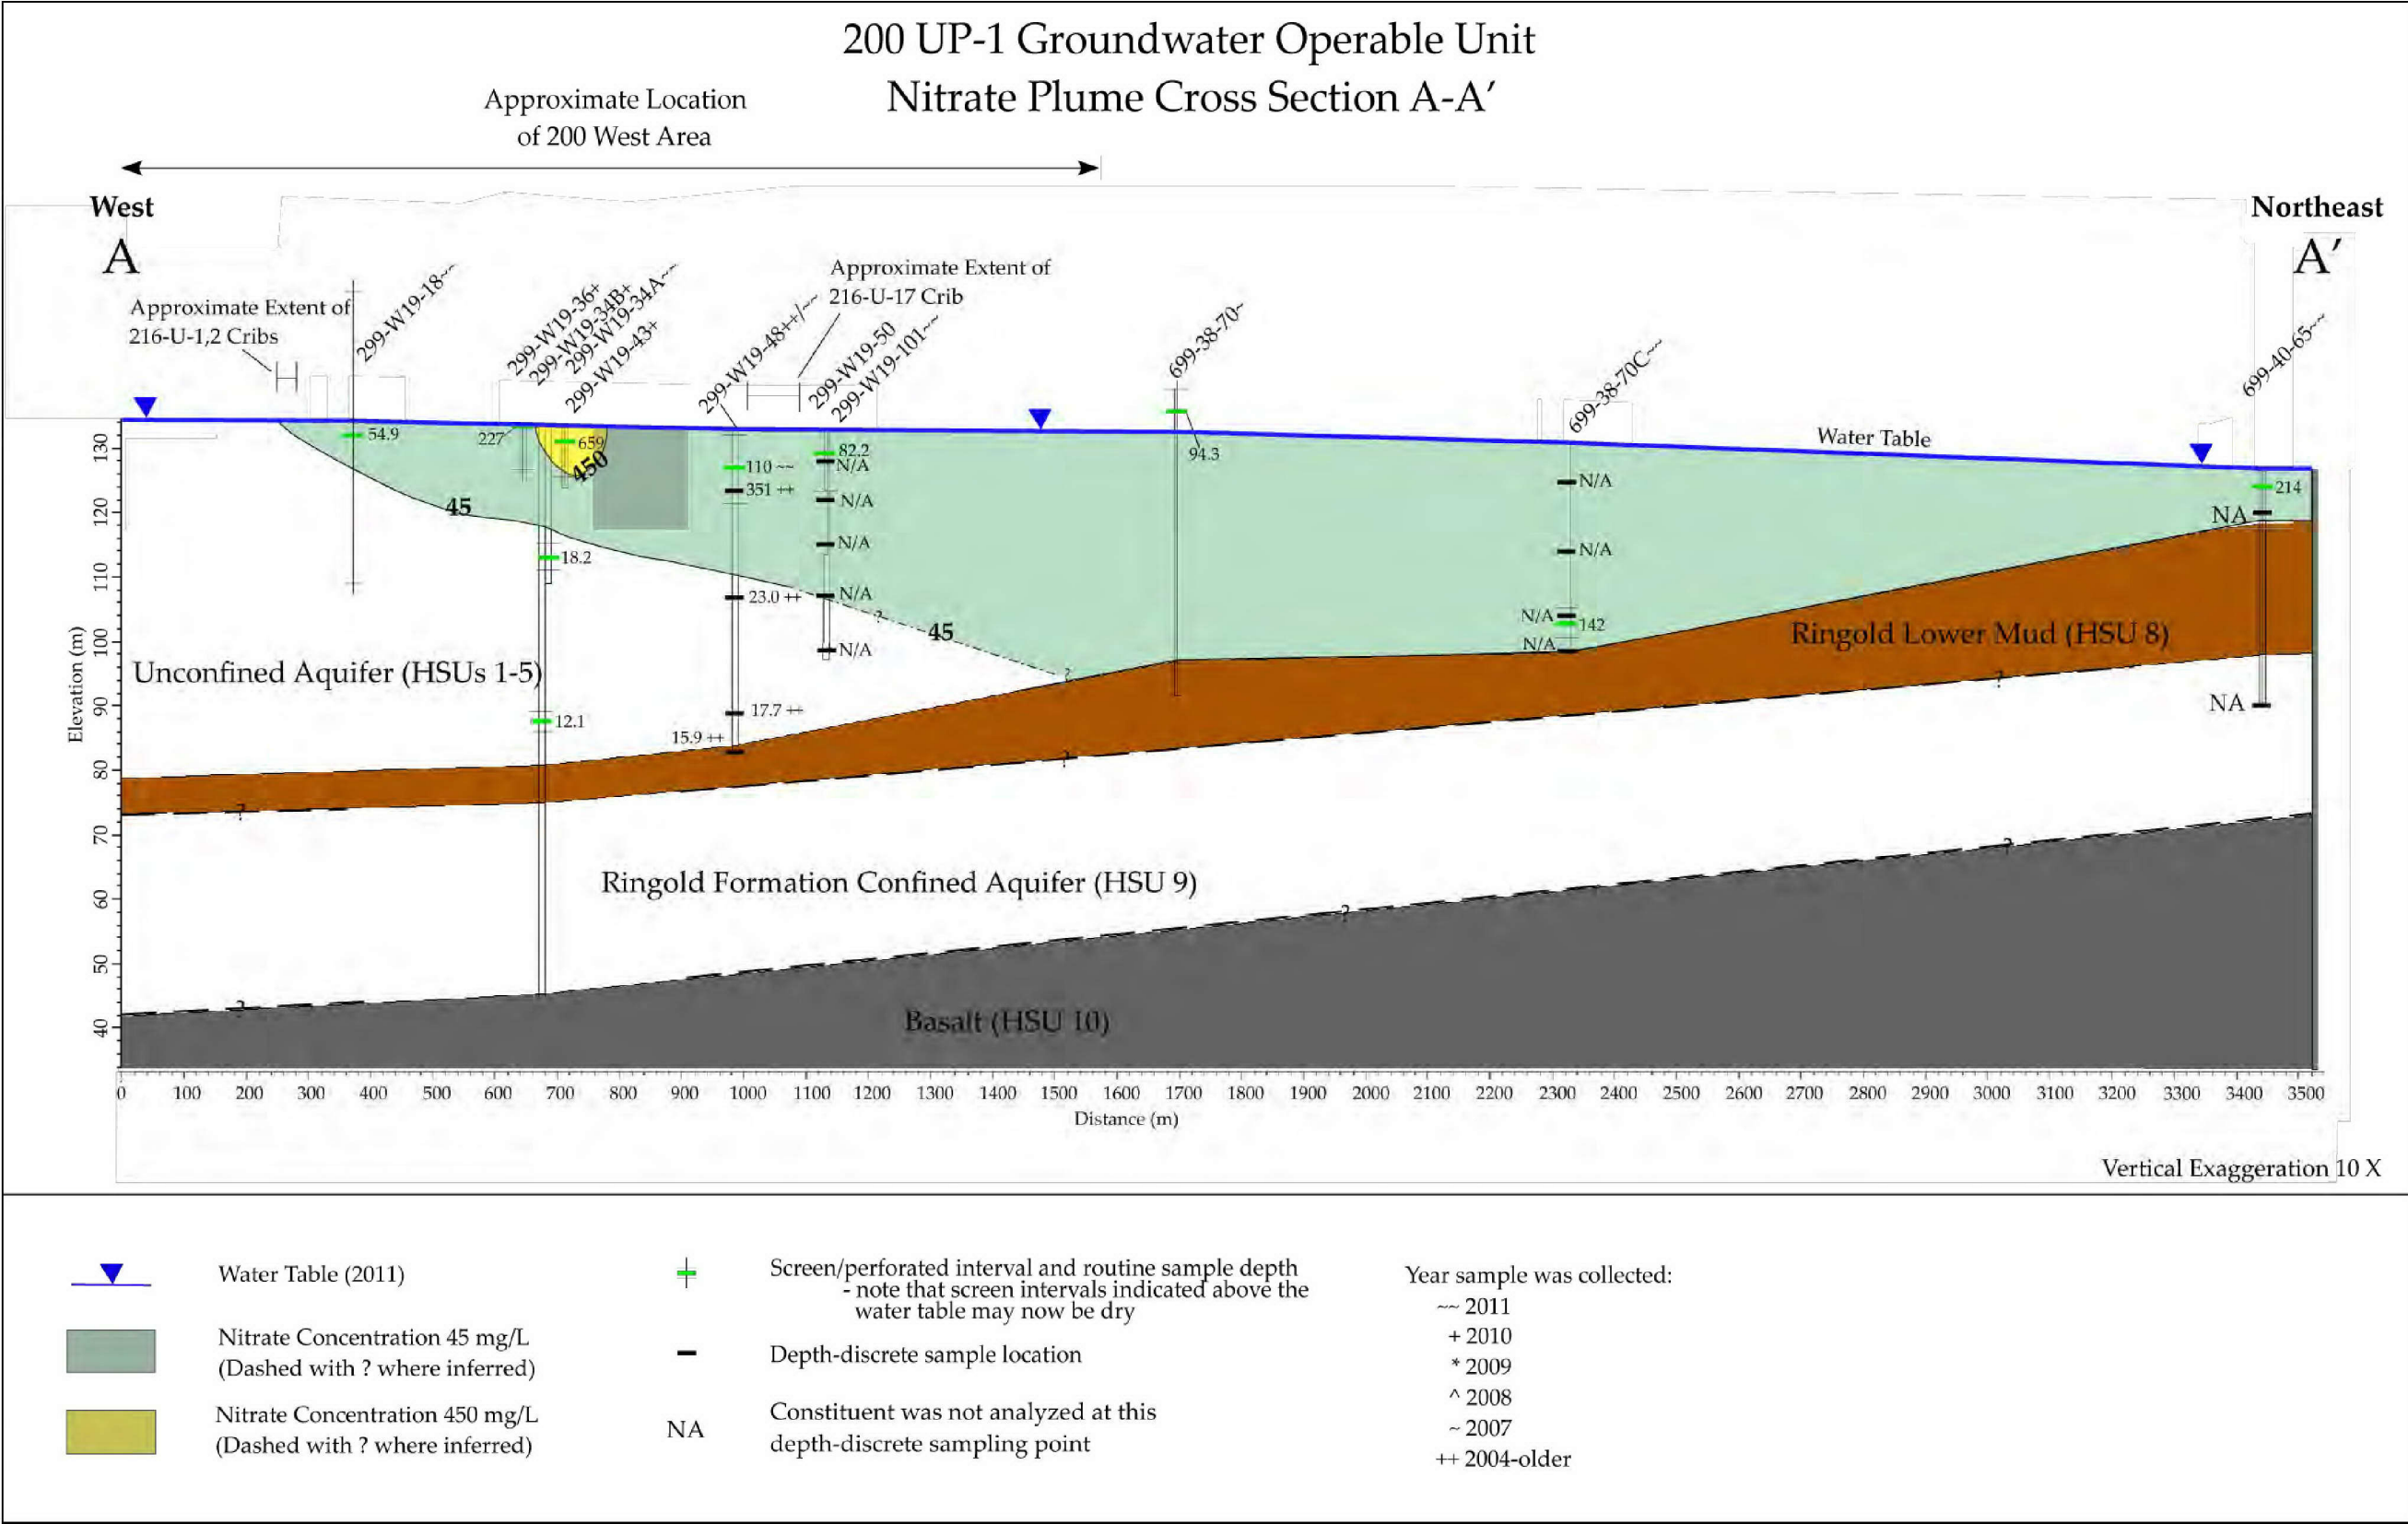 200 UP-1 Groundwater Operable Unit
Nitrate Plume Cross Section A-A′
Approximate Location
of 200 West Area
West
A
Northeast
A′
Approximate Extent of
216-U-1,2 Cribs
299-W19-18~~
299-W19-36+
299-W19-34B+
299-W19-34A~~
299-W19-43+
299-W19-48++/~~
Approximate Extent of
216-U-17 Crib
299-W19-50
299-W19-101~~
699-38-70~
699-38-70C~~
699-40-65~~
Water Table
54.9
227
659
450
45
18.2
12.1
110 ~~
351 ++
23.0 ++
17.7 ++
15.9 ++
82.2
N/A
N/A
N/A
N/A
N/A
?
45
?
94.3
N/A
N/A
N/A
142
N/A
214
NA
NA
Unconfined Aquifer (HSUs 1-5)
Ringold Lower Mud (HSU 8)
?
?
?
Ringold Formation Confined Aquifer (HSU 9)
?
?
?
Basalt (HSU 10)
Elevation (m)
130
120
110
100
90
80
70
60
50
40
0 100 200 300 400 500 600 700 800 900 1000 1100 1200 1300 1400 1500 1600 1700 1800 1900 2000 2100 2200 2300 2400 2500 2600 2700 2800 2900 3000 3100 3200 3300 3400 3500
Distance (m)
Vertical Exaggeration 10 X
Water Table (2011)
Nitrate Concentration 45 mg/L
(Dashed with ? where inferred)
Nitrate Concentration 450 mg/L
(Dashed with ? where inferred)
Screen/perforated interval and routine sample depth
- note that screen intervals indicated above the
water table may now be dry
Depth-discrete sample location
NA
Constituent was not analyzed at this
depth-discrete sampling point
Year sample was collected:
~~ 2011
+ 2010
* 2009
^ 2008
~ 2007
++ 2004-older